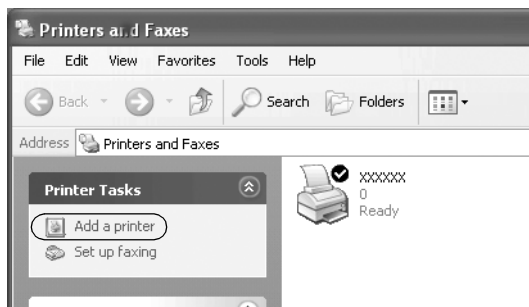 Printers and Faxes
File Edit View Favorites Tools Help
Back Search Folders
Address Printers and Faxes
Printer Tasks
Add a printer
Set up faxing
xxxxxx
0
Ready